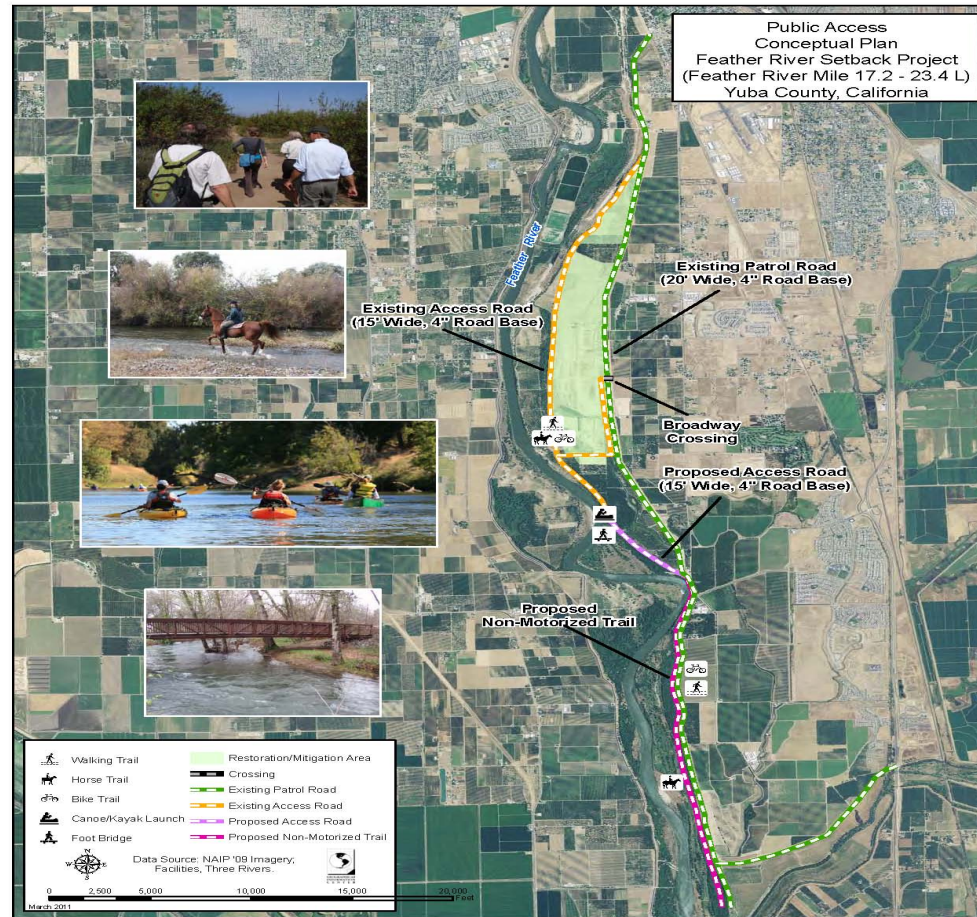 Public Access
Conceptual Plan
Feather River Setback Project
(Feather River Mile 17.2 - 23.4 L)
Yuba County, California
Feather River
Existing Patrol Road
(20' Wide, 4" Road Base)
Existing Access Road
(15' Wide, 4" Road Base)
Broadway
Crossing
Proposed Access Road
(15' Wide, 4" Road Base)
Proposed
Non-Motorized Trail
Walking Trail
Horse Trail
Bike Trail
Canoe/Kayak Launch
Foot Bridge
Restoration/Mitigation Area
Crossing
Existing Patrol Road
Existing Access Road
Proposed Access Road
Proposed Non-Motorized Trail
N
W E
S
Data Source: NAIP '09 Imagery;
Facilities, Three Rivers.
0 2,500 5,000 10,000 15,000 20,000
Feet
March 2011